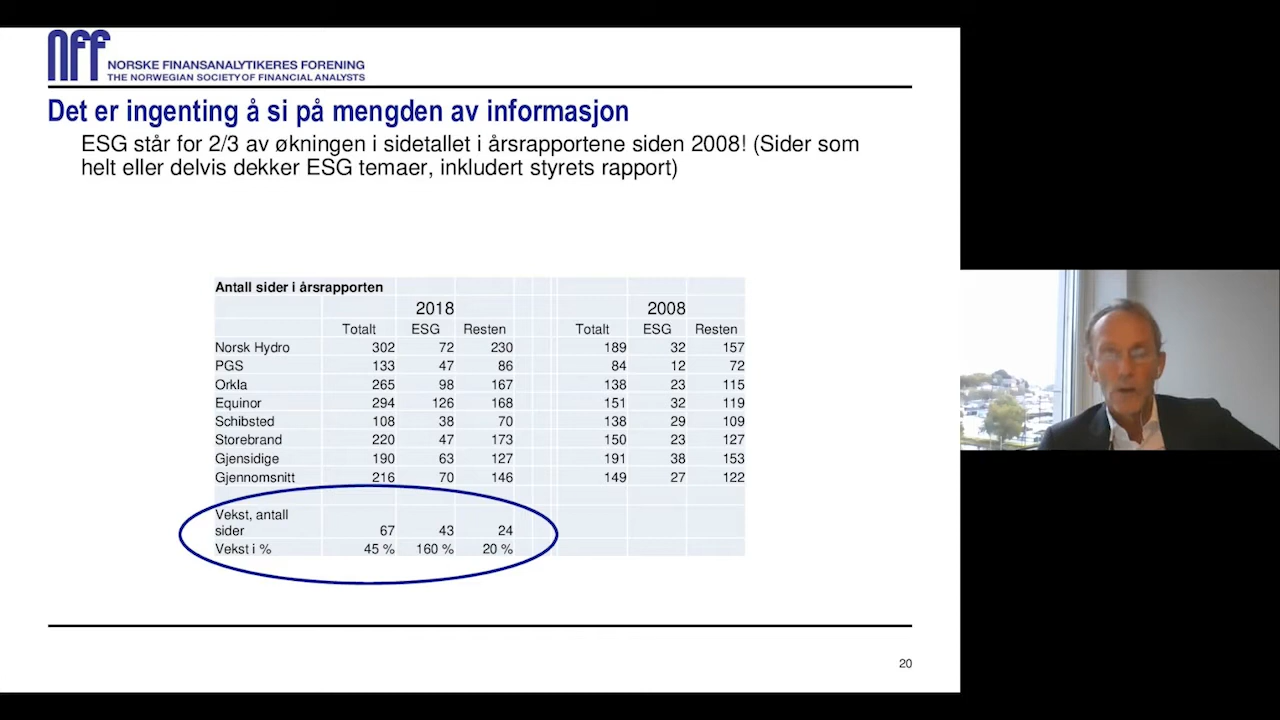 nff
NORSKE FINANSANALYTIKERES FORENING
THE NORWEGIAN SOCIETY OF FINANCIAL ANALYSTS
Det er ingenting å si på mengden av informasjon
ESG står for 2/3 av økningen i sidetallet i årsrapportene siden 2008! (Sider som
helt eller delvis dekker ESG temaer, inkludert styrets rapport)
Antall sider i årsrapporten
2018 2008
Totalt ESG Resten Totalt ESG Resten
Norsk Hydro 302 72 230 189 32 157
PGS 133 47 86 84 12 72
Orkla 265 98 167 138 23 115
Equinor 294 126 168 151 32 119
Schibsted 108 38 70 138 29 109
Storebrand 220 47 173 150 23 127
Gjensidige 190 63 127 191 38 153
Gjennomsnitt 216 70 146 149 27 122
Vekst, antall
sider 67 43 24
Vekst i % 45 % 160 % 20 %
20